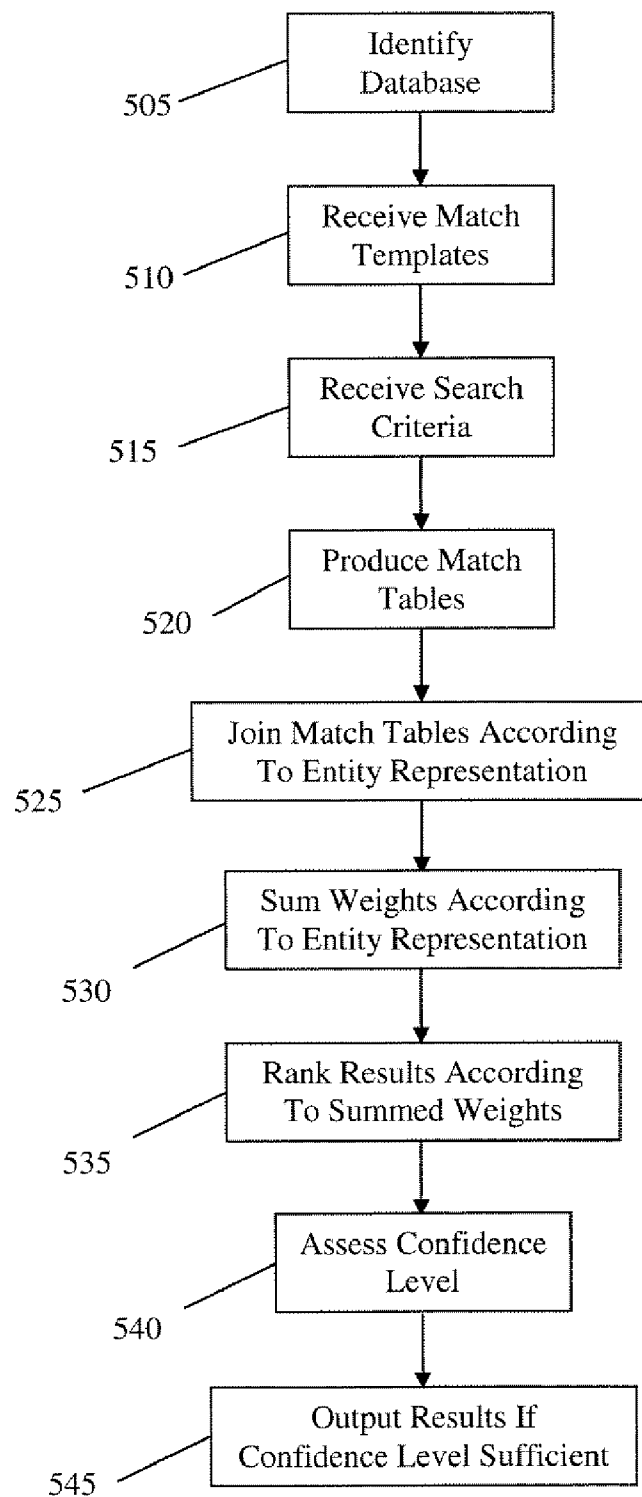 Identify
Database
505
Receive Match
Templates
510
Receive Search
Criteria
515
Produce Match
Tables
520
Join Match Tables According
To Entity Representation
525
Sum Weights According
To Entity Representation
530
Rank Results According
To Summed Weights
535
Assess Confidence
Level
540
Output Results If
Confidence Level Sufficient
545